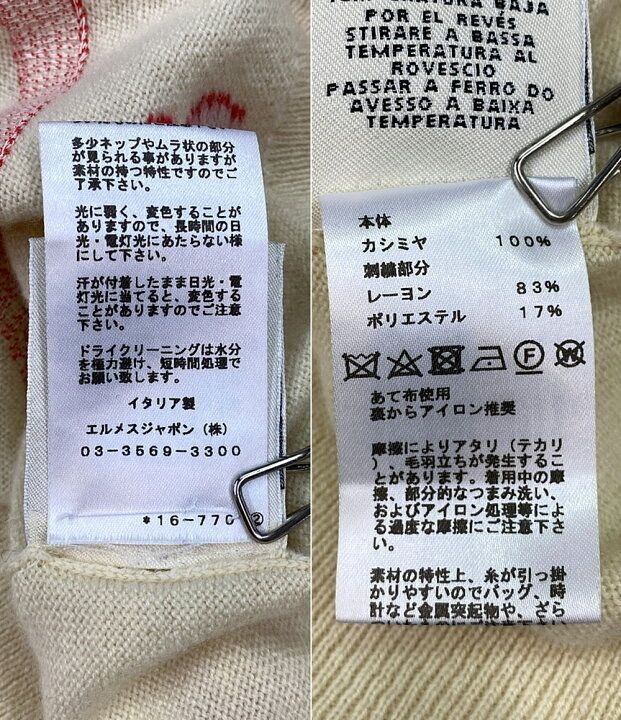 多少ネップやムラ状の部分
が見られる事がありますが
素材の持つ特性ですのでご
了承下さい。
光に弱く、変色することが
ありますので、長時間の日
光・電灯光にあたらない様
にして下さい。
汗が付着したまま日光・電
灯光に当てると、変色する
ことがありますのでご注意
下さい。
ドライクリーニングは水分
を極力避け、短時間処理で
お願い致します。
イタリア製
エルメスジャポン（株）
03-3569-3300
*16-770 ②
TEMPERATURA BAJA
POR EL REVÉS
STIRARE A BASSA
TEMPERATURA AL
ROVESCIO
PASSAR A FERRO DO
AVESSO A BAIXA
TEMPERATURA
本体
カシミヤ 100%
刺繍部分
レーヨン 83%
ポリエステル 17%
F W
あて布使用
裏からアイロン推奨
摩擦によりアタリ（テカリ
）、毛羽立ちが発生するこ
とがあります。着用中の摩
擦、部分的なつまみ洗い、
およびアイロン処理等によ
る過度な摩擦にご注意下さ
い。
素材の特性上、糸が引っ掛
かりやすいのでバッグ、時
計など金属突起物や、ざら